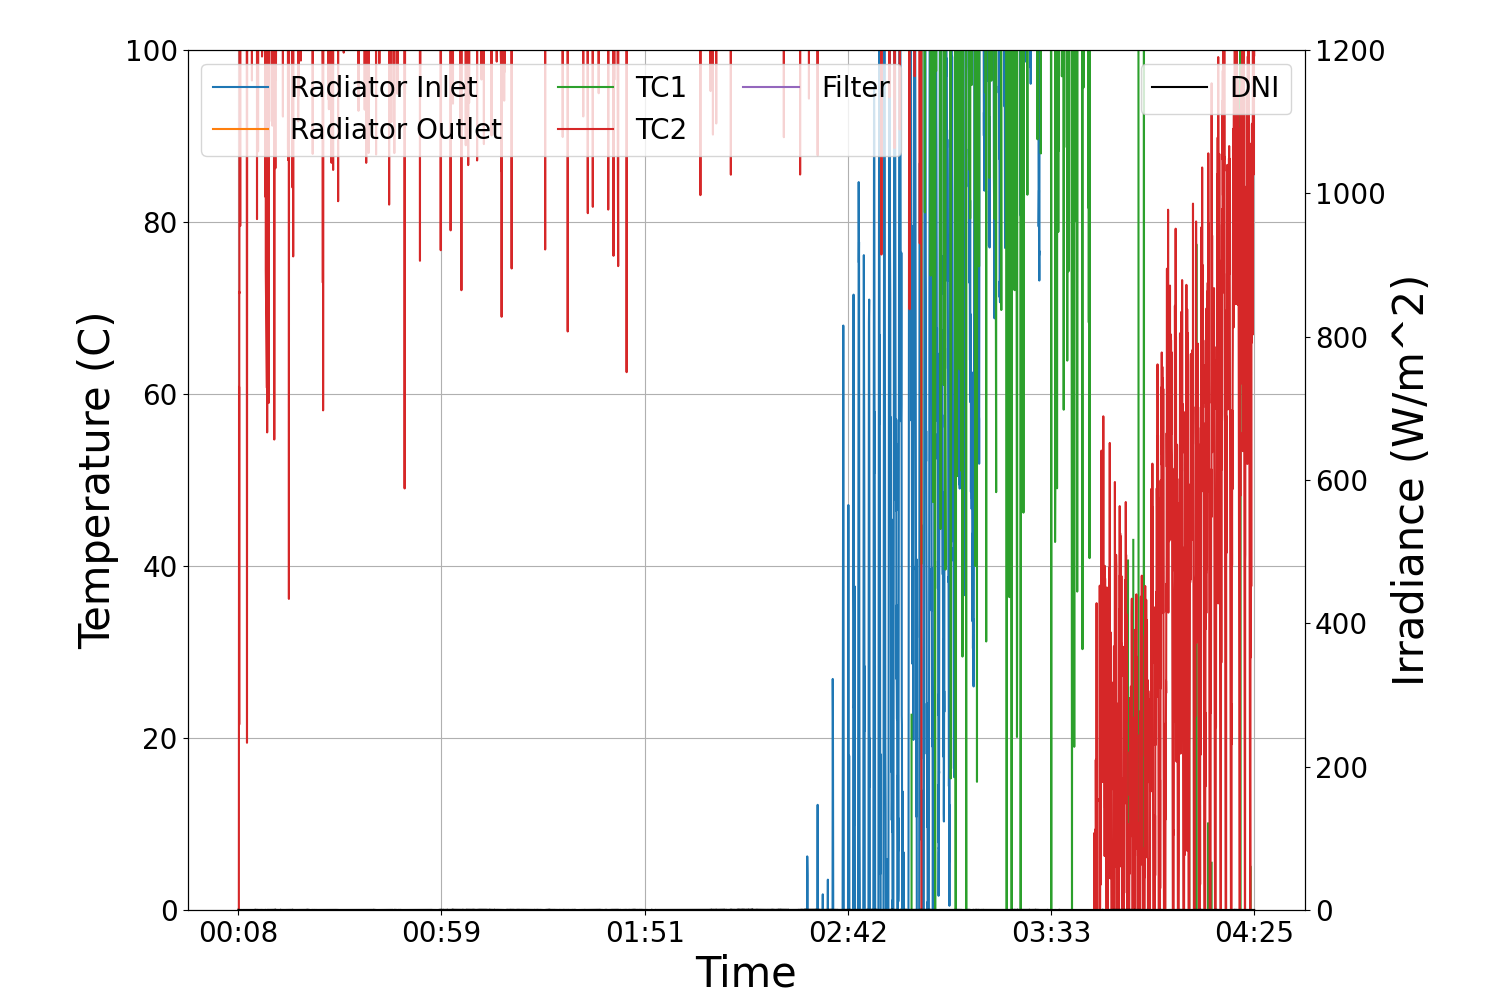 100
1200
Radiator Inlet
TC1
Filter
DNI
Radiator Outlet
TC2
80
1000
60
800
40
600
20
400
0
200
0
Temperature (C)
Irradiance (W/m^2)
00:08
00:59
01:51
02:42
03:33
04:25
Time